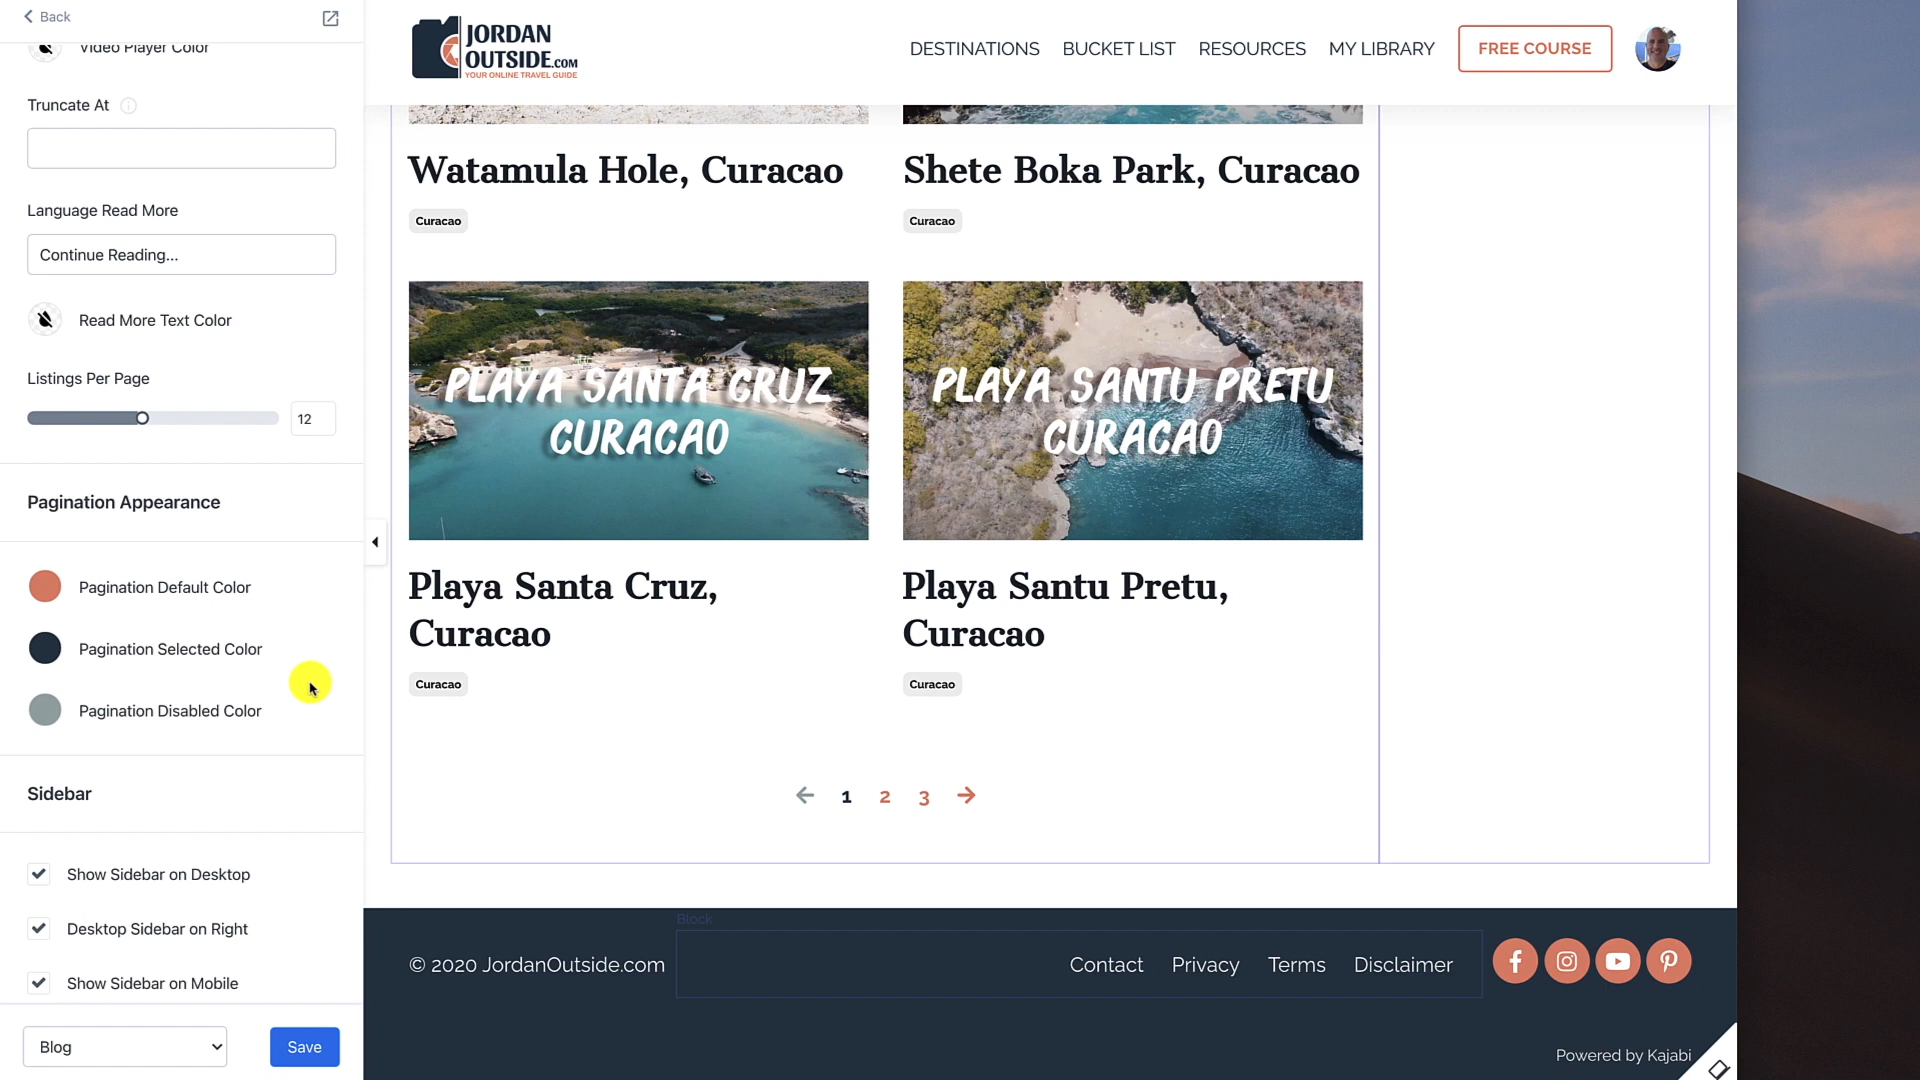 Back
Video Player Color
Truncate At
Language Read More
Continue Reading...
Read More Text Color
Listings Per Page
12
Pagination Appearance
Pagination Default Color
Pagination Selected Color
Pagination Disabled Color
Sidebar
Show Sidebar on Desktop
Desktop Sidebar on Right
Show Sidebar on Mobile
Blog
Save
JORDAN
OUTSIDE.COM
YOUR ONLINE TRAVEL GUIDE
DESTINATIONS BUCKET LIST RESOURCES MY LIBRARY FREE COURSE
Watamula Hole, Curacao
Curacao
Shete Boka Park, Curacao
Curacao
PLAYA SANTA CRUZ
CURACAO
Playa Santa Cruz,
Curacao
Curacao
PLAYA SANTU PRETU
CURACAO
Playa Santu Pretu,
Curacao
Curacao
1 2 3
Block
© 2020 JordanOutside.com
Contact Privacy Terms Disclaimer
Powered by Kajabi